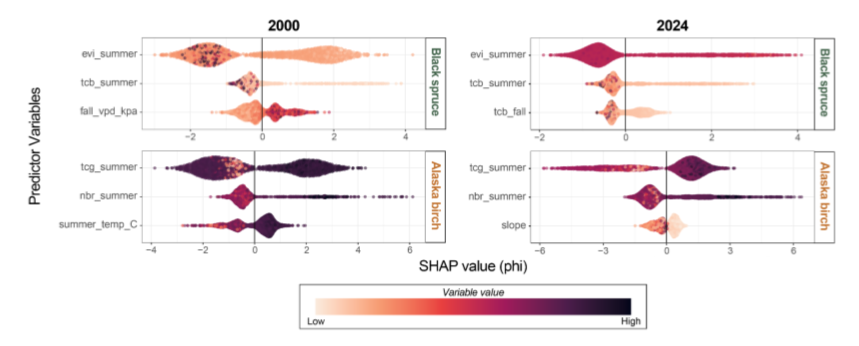 2000
2024
Predictor Variables
evi_summer
tcb_summer
fall_vpd_kpa
−2
0
2
4
Black spruce
evi_summer
tcb_summer
tcb_fall
−2
0
2
4
Black spruce
tcg_summer
nbr_summer
summer_temp_C
−4
−2
0
2
4
6
Alaska birch
tcg_summer
nbr_summer
slope
−6
−3
0
3
6
Alaska birch
SHAP value (phi)
Variable value
Low
High